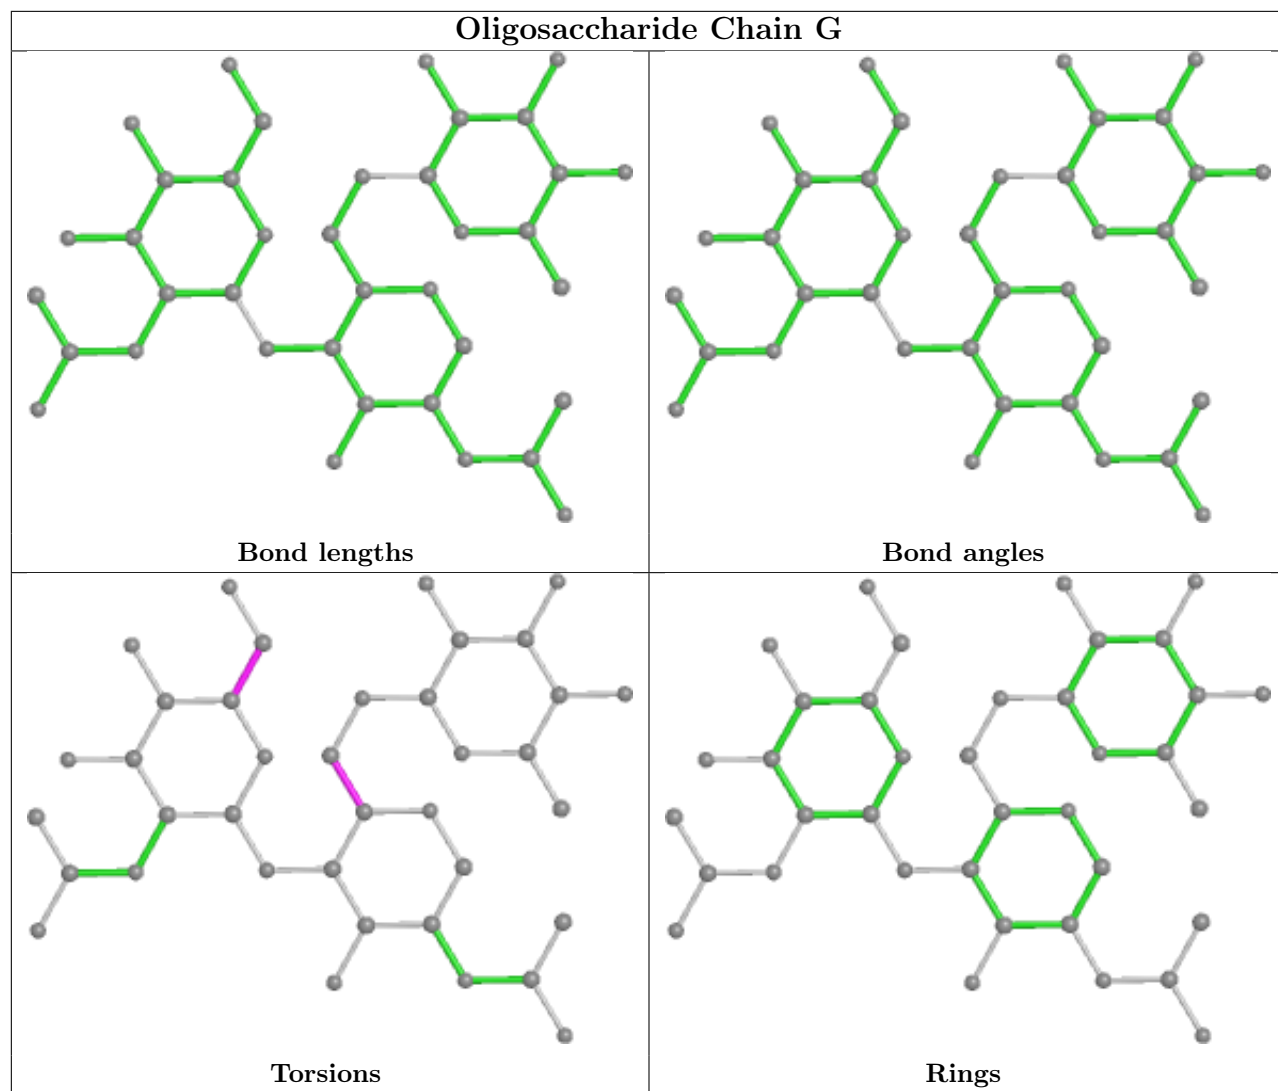 Oligosaccharide Chain G
Bond lengths
Bond angles
Torsions
Rings